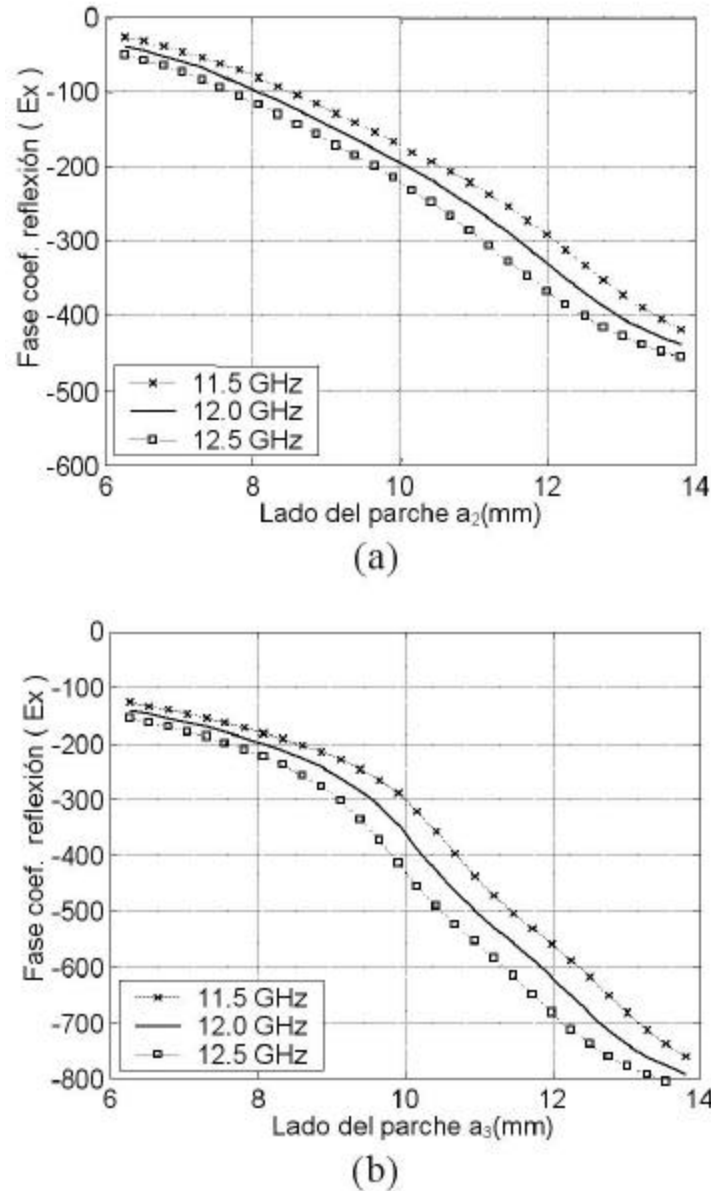 0
-100
-200
-300
-400
-500
-600
Fase coef. reflexión ( Ex )
11.5 GHz
12.0 GHz
12.5 GHz
6 8 10 12 14
Lado del parche a₂(mm)
(a)
0
-100
-200
-300
-400
-500
-600
-700
-800
Fase coef. reflexión ( Ex )
11.5 GHz
12.0 GHz
12.5 GHz
6 8 10 12 14
Lado del parche a₃(mm)
(b)